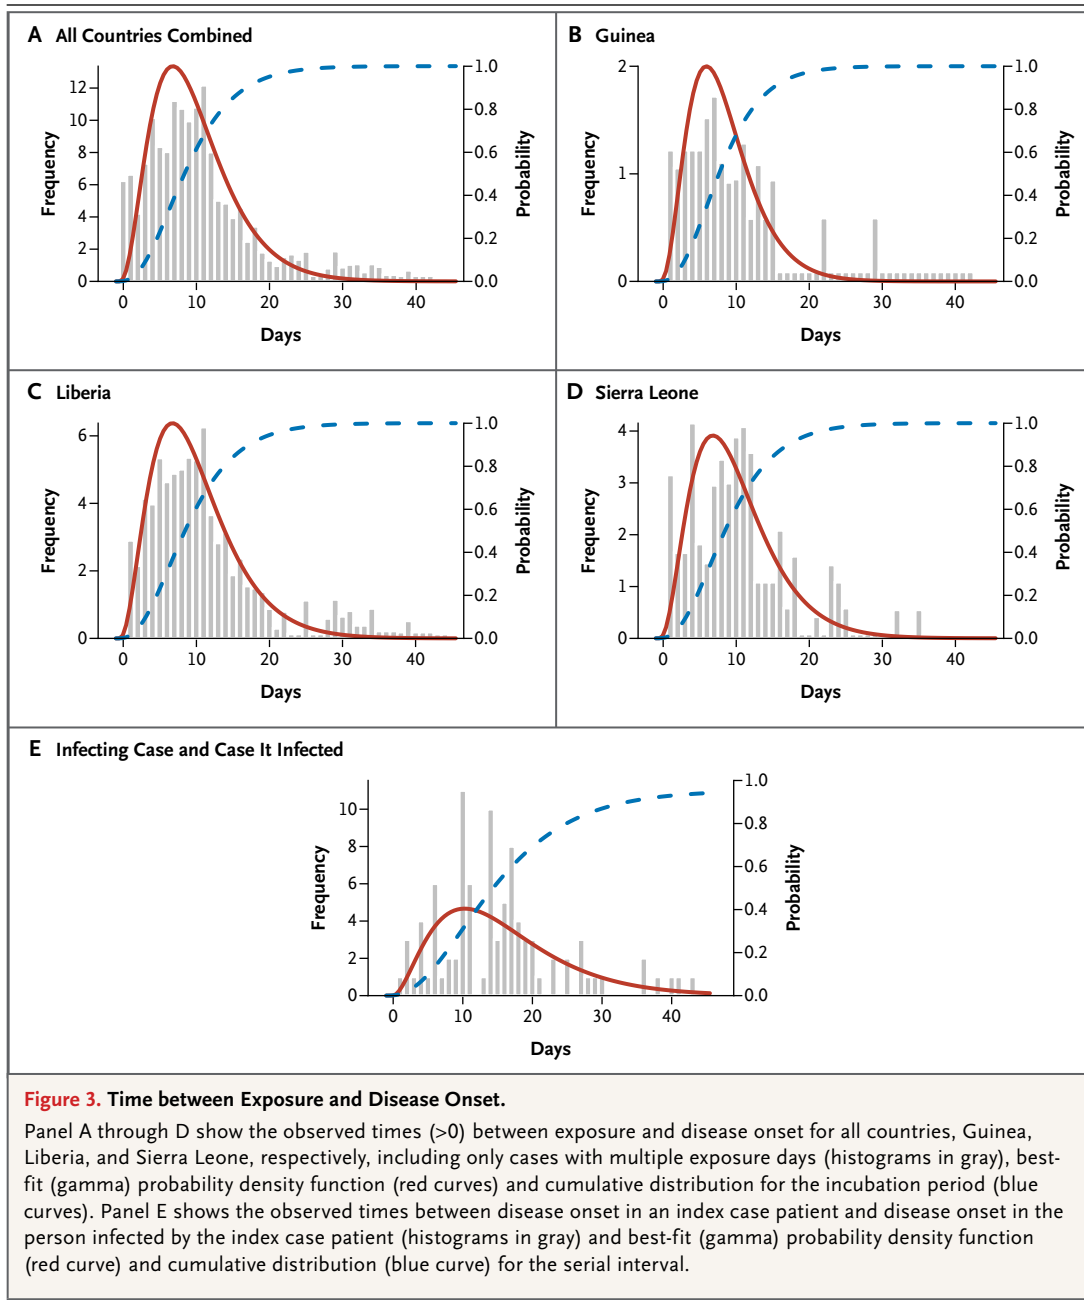 A All Countries Combined
Frequency
12
10
8
6
4
2
0
1.0
0.8
0.6
0.4
0.2
0.0
Probability
0 10 20 30 40
Days
B Guinea
Frequency
2
1
0
1.0
0.8
0.6
0.4
0.2
0.0
Probability
0 10 20 30 40
Days
C Liberia
Frequency
6
4
2
0
1.0
0.8
0.6
0.4
0.2
0.0
Probability
0 10 20 30 40
Days
D Sierra Leone
Frequency
4
3
2
1
0
1.0
0.8
0.6
0.4
0.2
0.0
Probability
0 10 20 30 40
Days
E Infecting Case and Case It Infected
Frequency
10
8
6
4
2
0
1.0
0.8
0.6
0.4
0.2
0.0
Probability
0 10 20 30 40
Days
Figure 3. Time between Exposure and Disease Onset.
Panel A through D show the observed times (>0) between exposure and disease onset for all countries, Guinea,
Liberia, and Sierra Leone, respectively, including only cases with multiple exposure days (histograms in gray), best-
fit (gamma) probability density function (red curves) and cumulative distribution for the incubation period (blue
curves). Panel E shows the observed times between disease onset in an index case patient and disease onset in the
person infected by the index case patient (histograms in gray) and best-fit (gamma) probability density function
(red curve) and cumulative distribution (blue curve) for the serial interval.